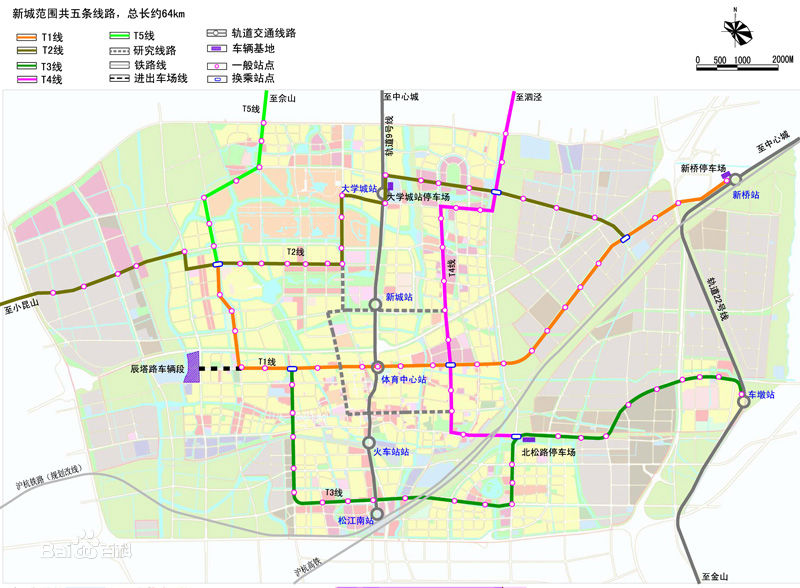 新城范围共五条线路，总长约64km
T1线
T2线
T3线
T4线
T5线
研究线路
铁路线
进出车场线
轨道交通线路
车辆基地
一般站点
换乘站点
0 500 1000 2000M
至佘山
T5线
至中心城
轨道9号线
至泗泾
至中心城
新桥停车场
新桥站
大学城站
大学城站停车场
T2线
T4线
轨道22号线
至小昆山
新城站
辰塔路车辆段
T1线
体育中心站
车墩站
火车站站
北松路停车场
沪杭铁路（规划改线）
T3线
松江南站
沪杭高铁
至金山
Baidu百科